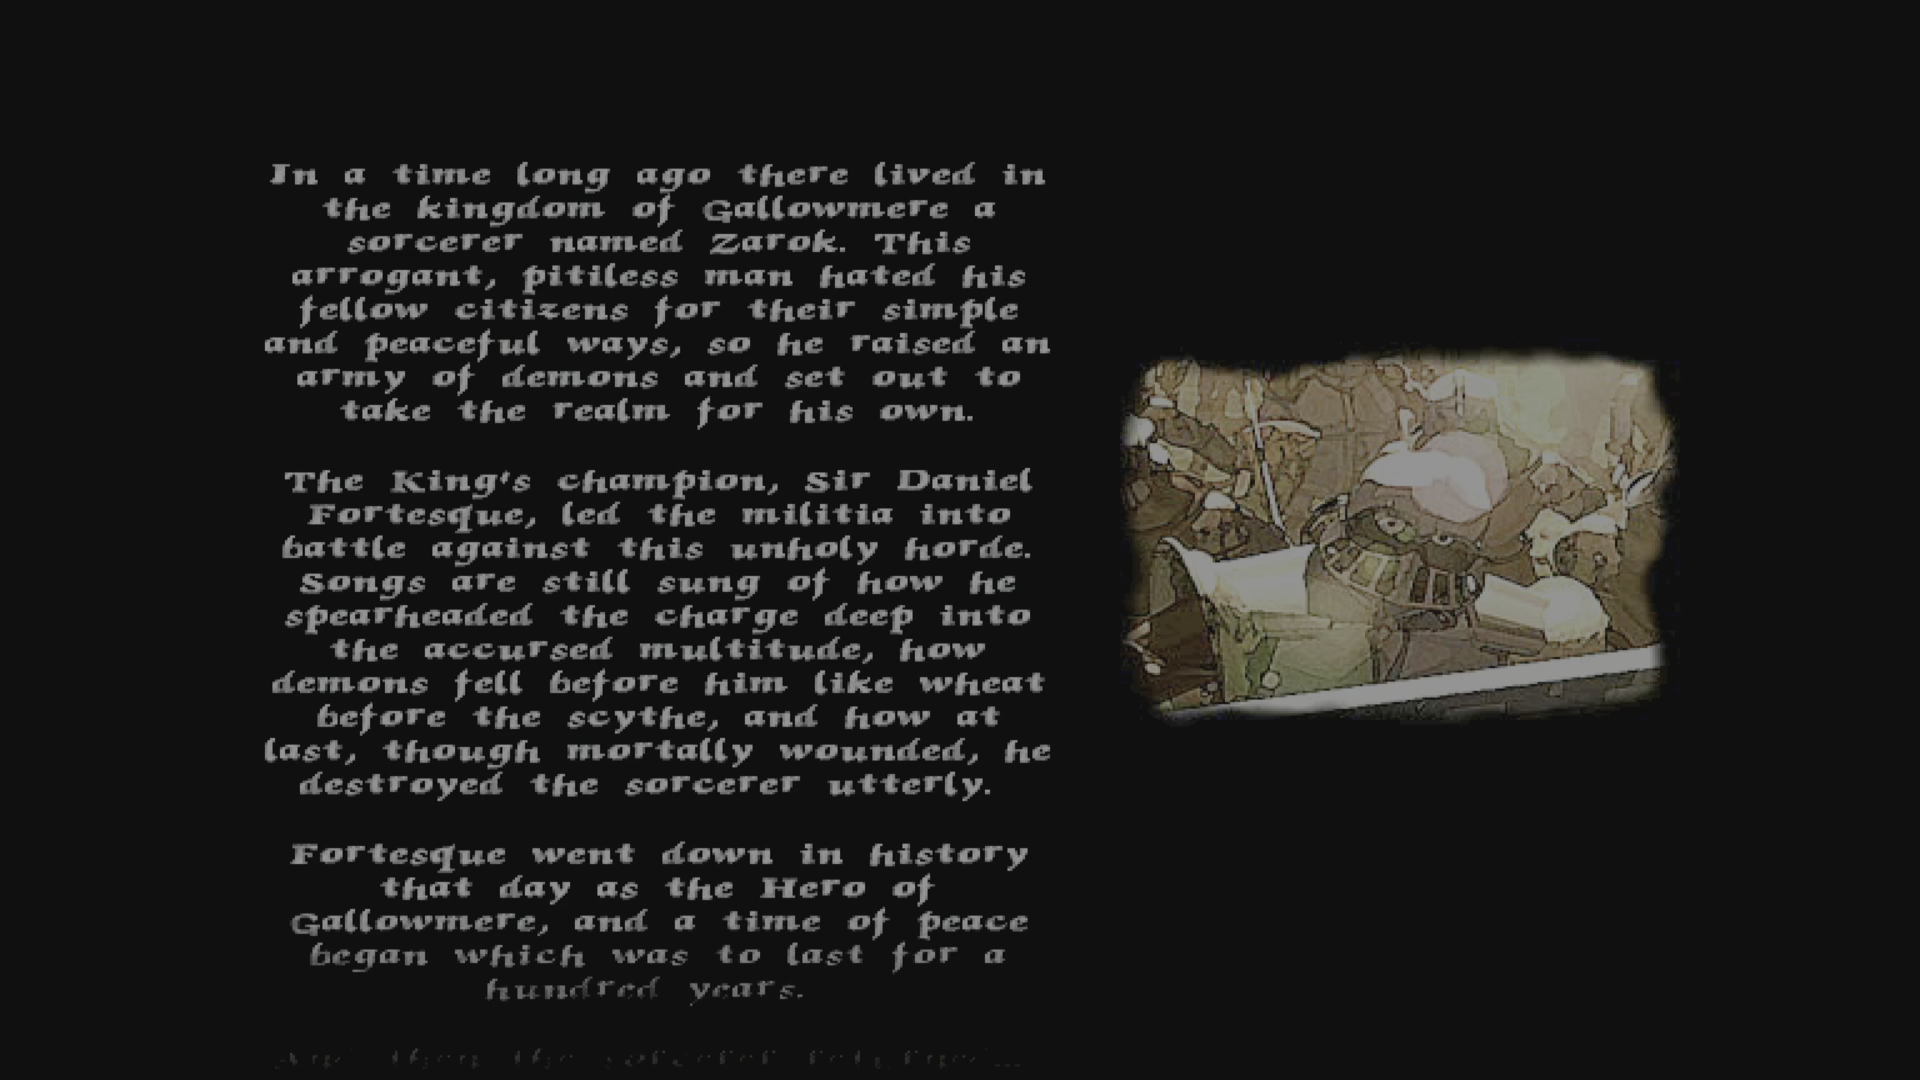 In a time long ago there lived in
the kingdom of Gallowmere a
sorcerer named Zarok. This
arrogant, pitiless man hated his
fellow citizens for their simple
and peaceful ways, so he raised an
army of demons and set out to
take the realm for his own.
The King's champion, Sir Daniel
Fortesque, led the militia into
battle against this unholy horde.
Songs are still sung of how he
spearheaded the charge deep into
the accursed multitude, how
demons fell before him like wheat
before the scythe, and how at
last, though mortally wounded, he
destroyed the sorcerer utterly.
Fortesque went down in history
that day as the Hero of
Gallowmere, and a time of peace
began which was to last for a
hundred years.
And then the sorcerer returned...